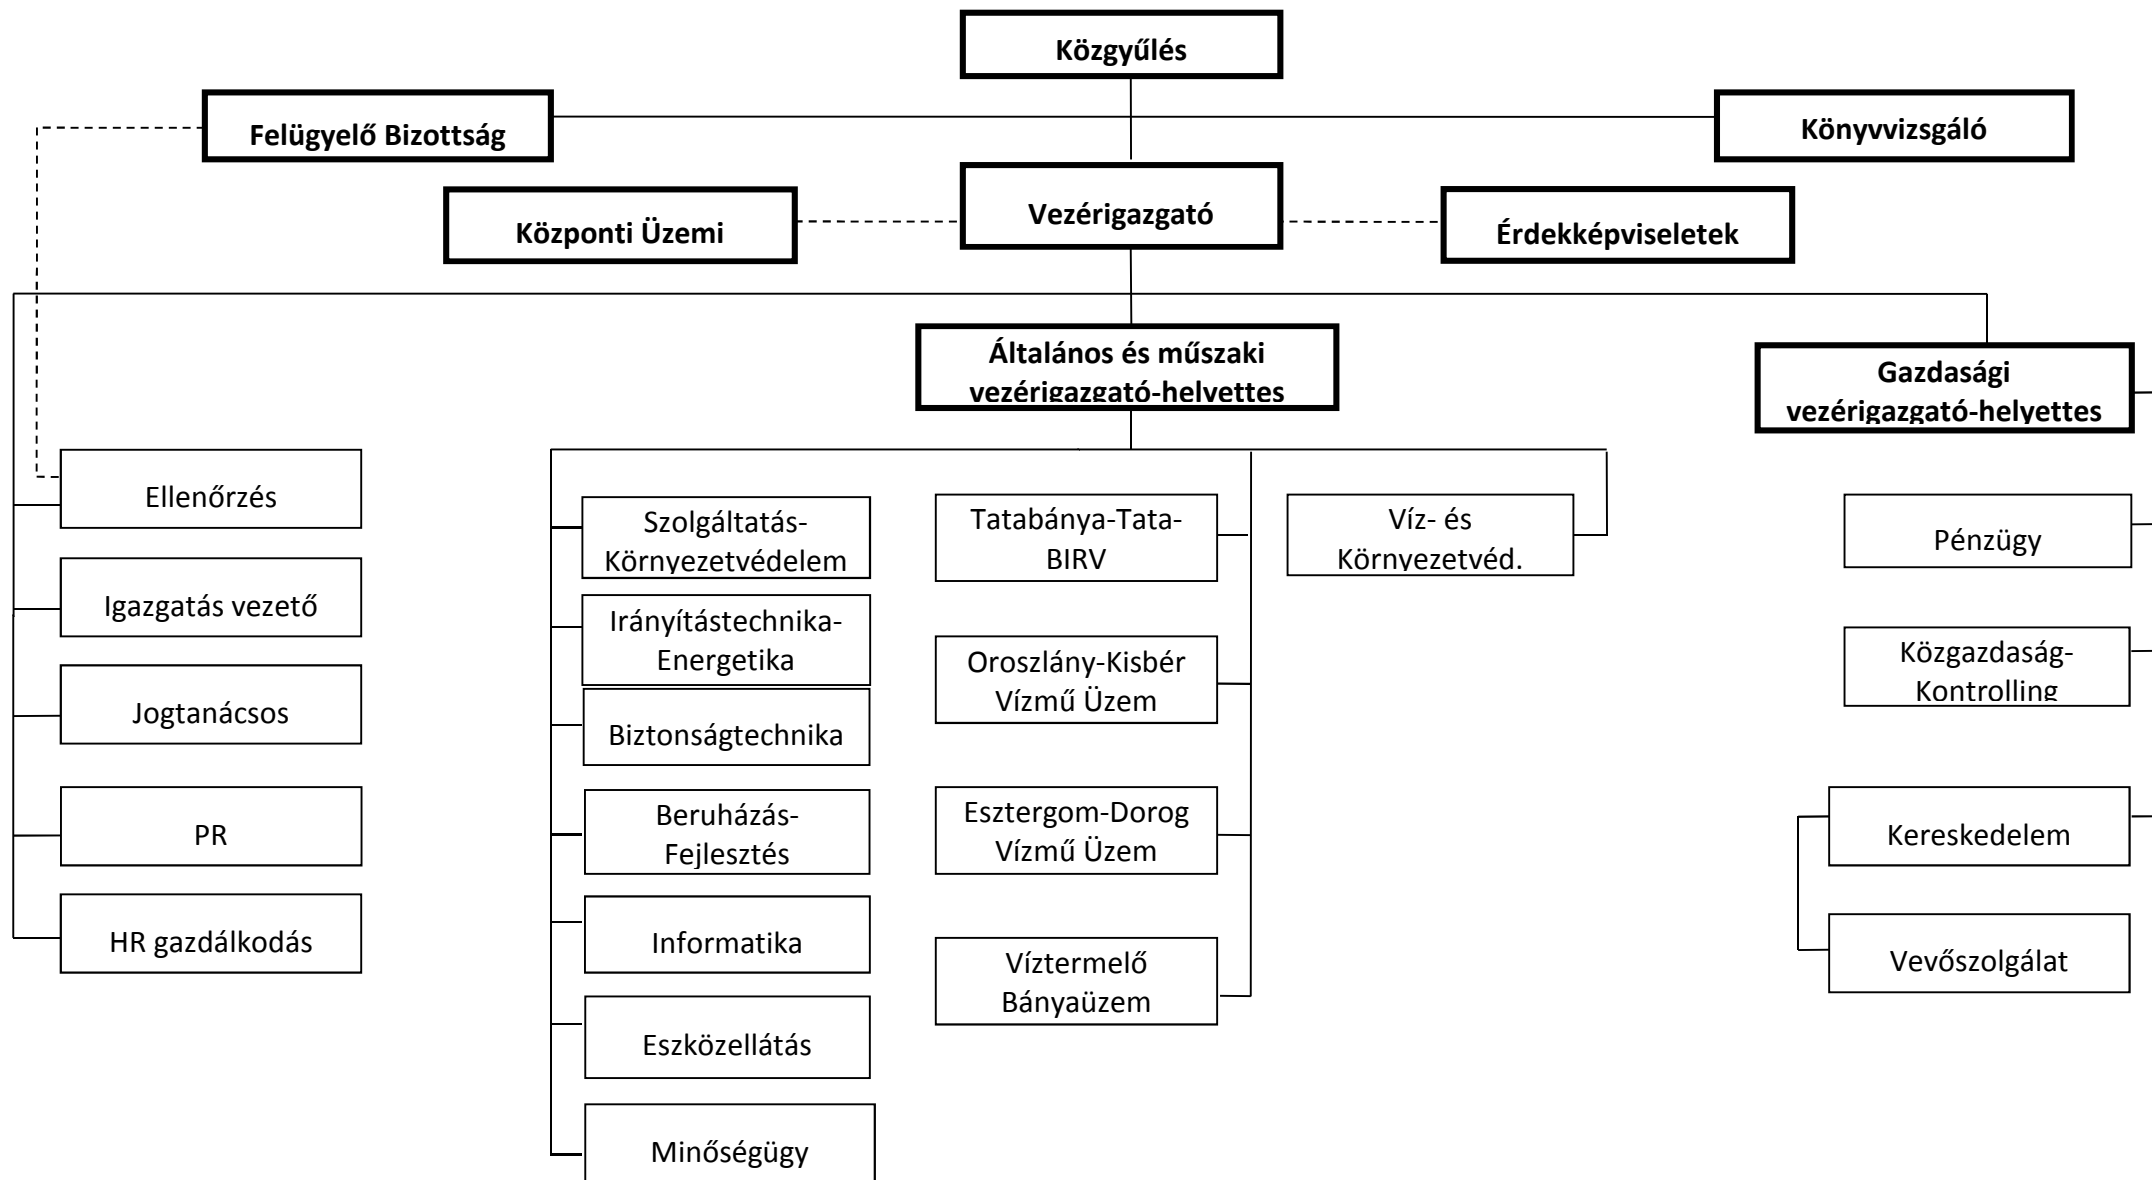 Közgyűlés
Felügyelő Bizottság
Könyvvizsgáló
Vezérigazgató
Központi Üzemi
Érdekképviseletek
Általános és műszaki
vezérigazgató-helyettes
Gazdasági
vezérigazgató-helyettes
Ellenőrzés
Igazgatás vezető
Jogtanácsos
PR
HR gazdálkodás
Szolgáltatás-
Környezetvédelem
Irányítástechnika-
Energetika
Biztonságtechnika
Beruházás-
Fejlesztés
Informatika
Eszközellátás
Minőségügy
Tatabánya-Tata-
BIRV
Oroszlány-Kisbér
Vízmű Üzem
Esztergom-Dorog
Vízmű Üzem
Víztermelő
Bányaüzem
Víz- és
Környezetvéd.
Pénzügy
Közgazdaság-
Kontrolling
Kereskedelem
Vevőszolgálat